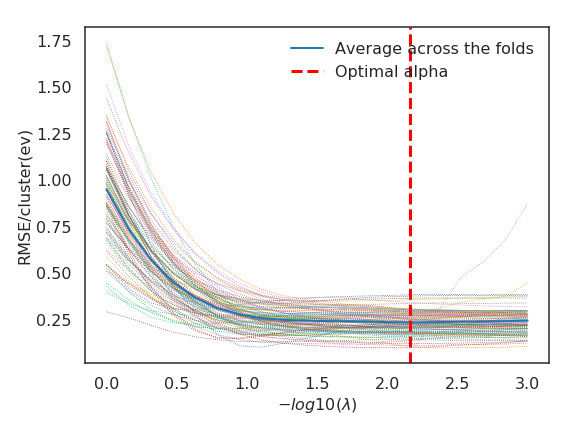 Average across the folds
Optimal alpha
RMSE/cluster(ev)
1.75
1.50
1.25
1.00
0.75
0.50
0.25
0.0 0.5 1.0 1.5 2.0 2.5 3.0
−log10(λ)